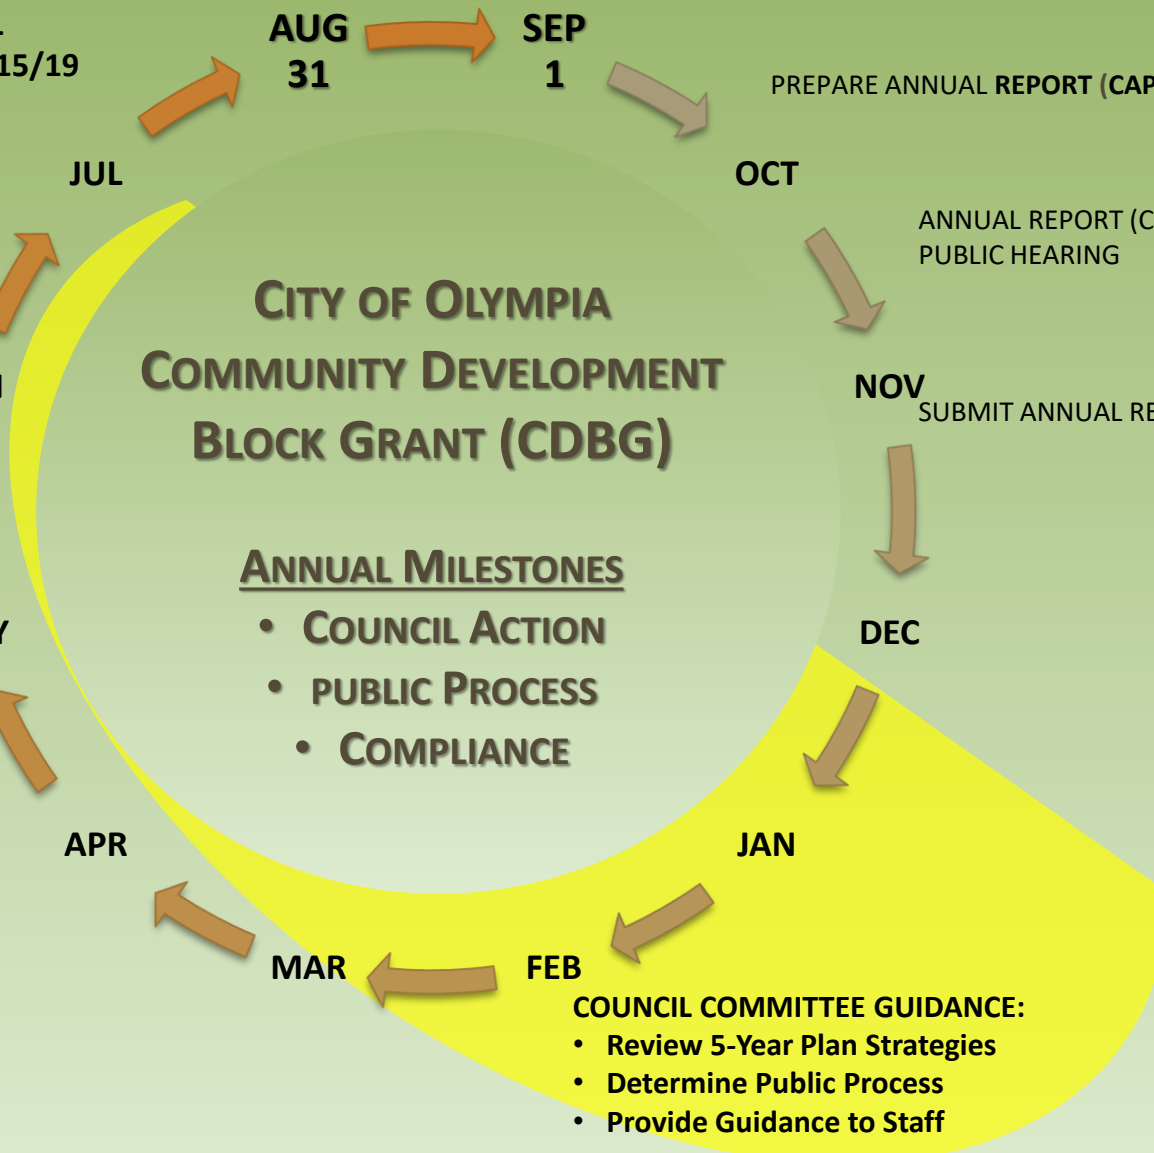 15/19
AUG
31
SEP
1
PREPARE ANNUAL REPORT (CAP
JUL
OCT
ANNUAL REPORT (C
PUBLIC HEARING
CITY OF OLYMPIA
COMMUNITY DEVELOPMENT
BLOCK GRANT (CDBG)
NOV
SUBMIT ANNUAL RE
ANNUAL MILESTONES
• COUNCIL ACTION
• PUBLIC PROCESS
• COMPLIANCE
Y
DEC
APR
JAN
MAR
FEB
COUNCIL COMMITTEE GUIDANCE:
• Review 5-Year Plan Strategies
• Determine Public Process
• Provide Guidance to Staff